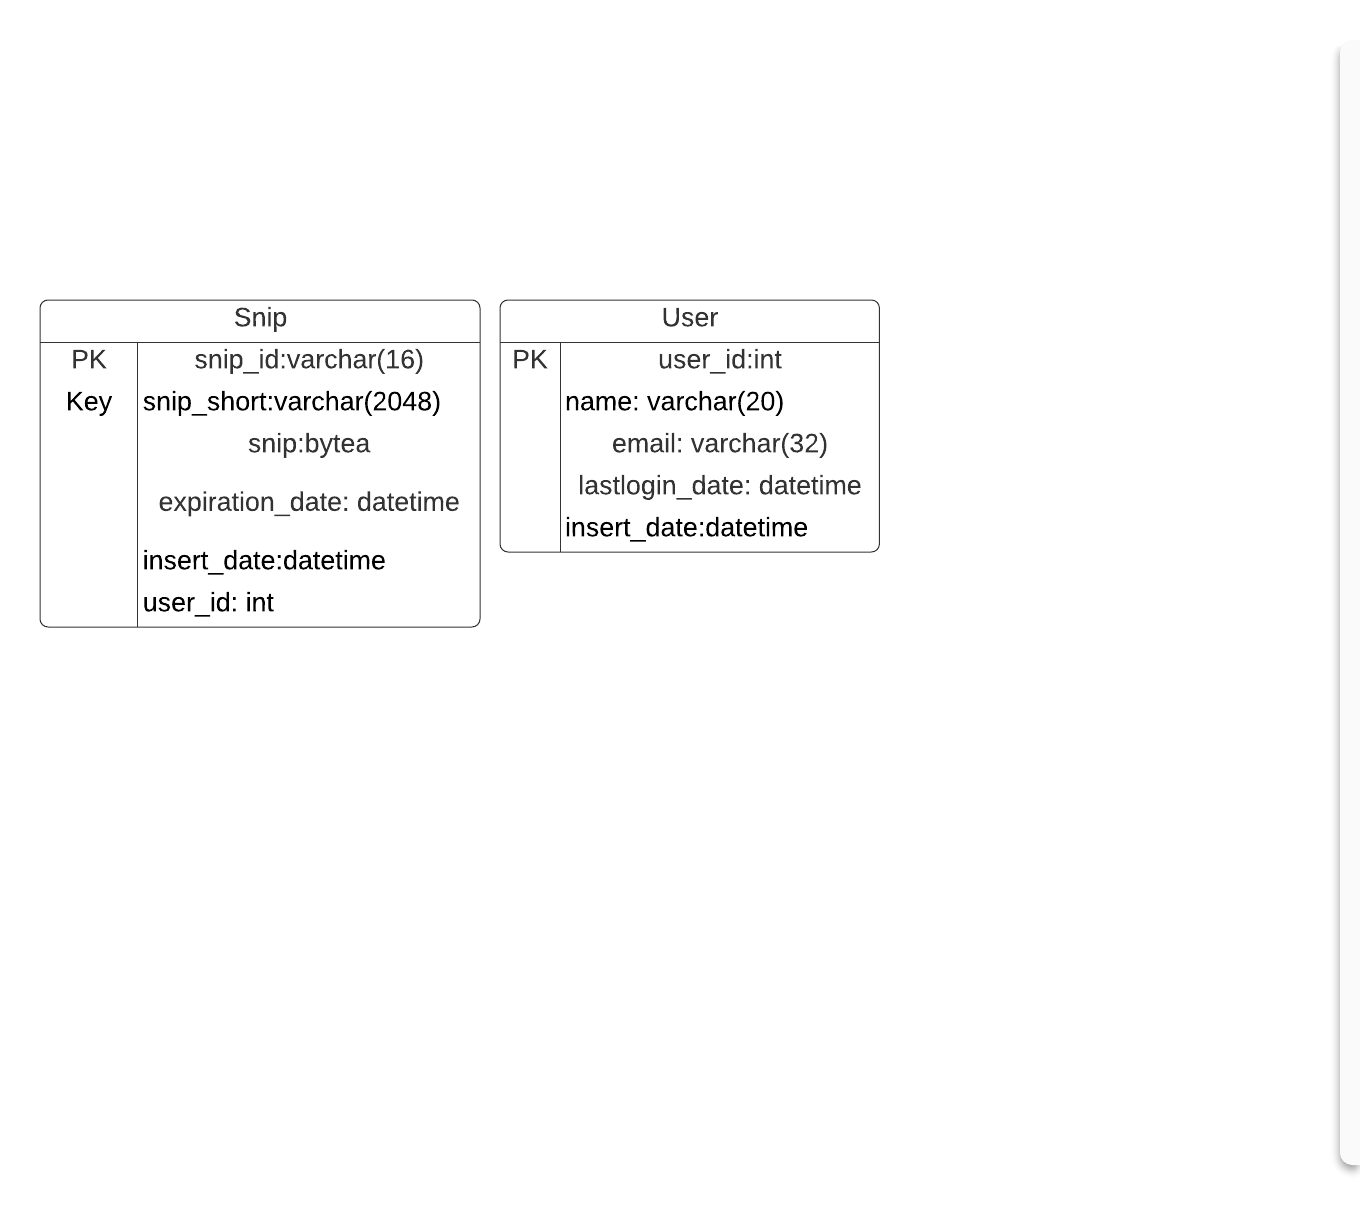 Snip
PK snip_id:varchar(16)
Key snip_short:varchar(2048)
snip:bytea
expiration_date: datetime
insert_date:datetime
user_id: int
User
PK user_id:int
name: varchar(20)
email: varchar(32)
lastlogin_date: datetime
insert_date:datetime